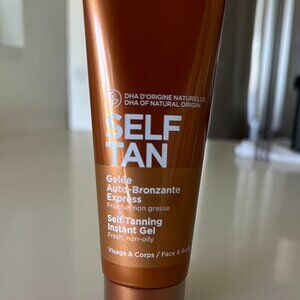 DHA D'ORIGINE NATURELLE
DHA OF NATURAL ORIGIN
SELF
TAN
Gelée
Auto-Bronzante
Express
Fraîche, non grasse
Self Tanning
Instant Gel
Fresh, non-oily
Visage & Corps / Face & Body